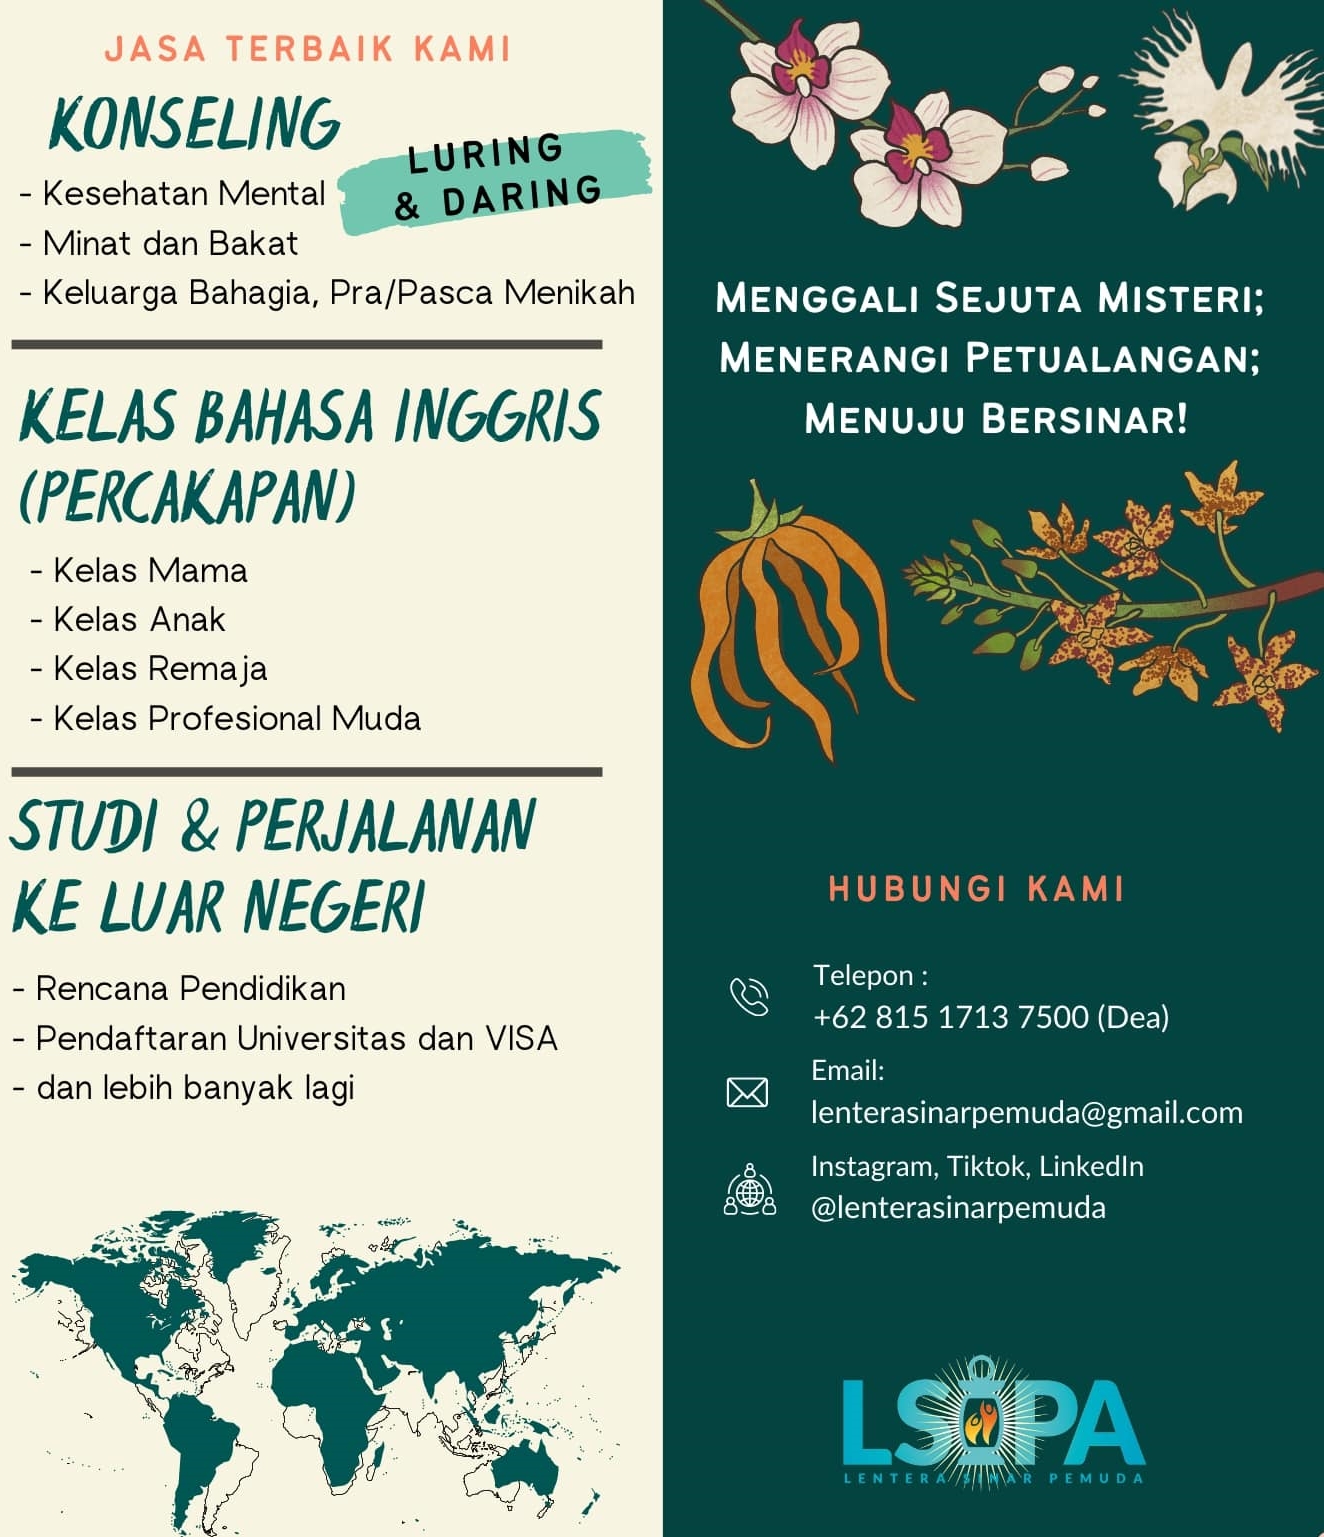 JASA TERBAIK KAMI
KONSELING
LURING
& DARING
- Kesehatan Mental
- Minat dan Bakat
- Keluarga Bahagia, Pra/Pasca Menikah
KELAS BAHASA INGGRIS
(PERCAKAPAN)
- Kelas Mama
- Kelas Anak
- Kelas Remaja
- Kelas Profesional Muda
STUDI & PERJALANAN
KE LUAR NEGERI
- Rencana Pendidikan
- Pendaftaran Universitas dan VISA
- dan lebih banyak lagi
MENGGALI SEJUTA MISTERI;
MENERANGI PETUALANGAN;
MENUJU BERSINAR!
HUBUNGI KAMI
Telepon :
+62 815 1713 7500 (Dea)
Email:
lenterasinarpemuda@gmail.com
Instagram, Tiktok, LinkedIn
@lenterasinarpemuda
LSPA
LENTERA SINAR PEMUDA